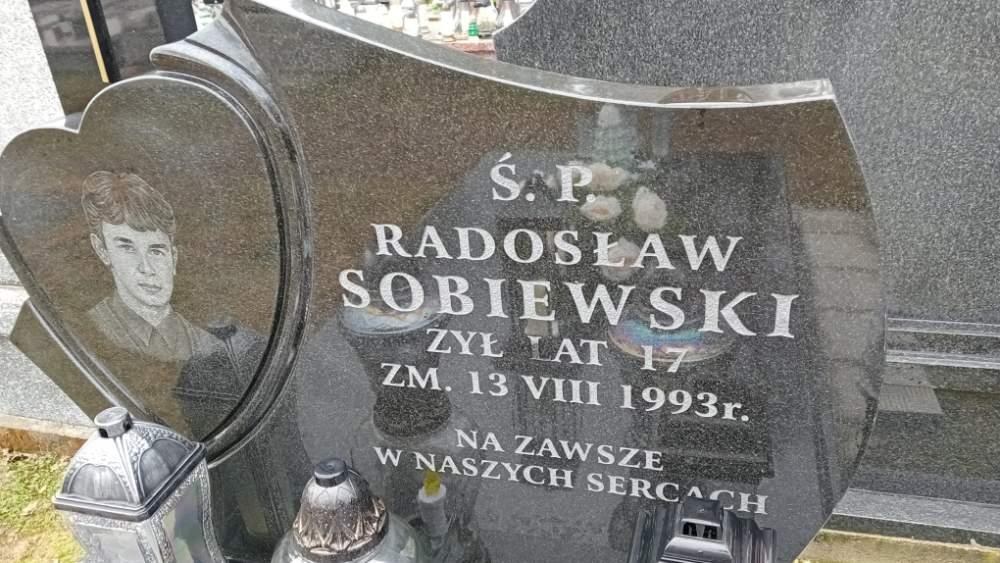 Ś. P.
RADOSŁAW
SOBIEWSKI
ŻYŁ LAT 17
ZM. 13 VIII 1993r.
NA ZAWSZE
W NASZYCH SERCACH